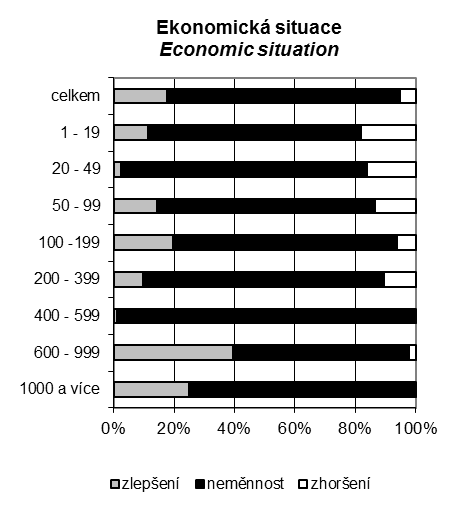 Ekonomická situace
Economic situation
celkem
1 - 19
20 - 49
50 - 99
100 -199
200 - 399
400 - 599
600 - 999
1000 a více
0% 20% 40% 60% 80% 100%
zlepšení neměnnost zhoršení